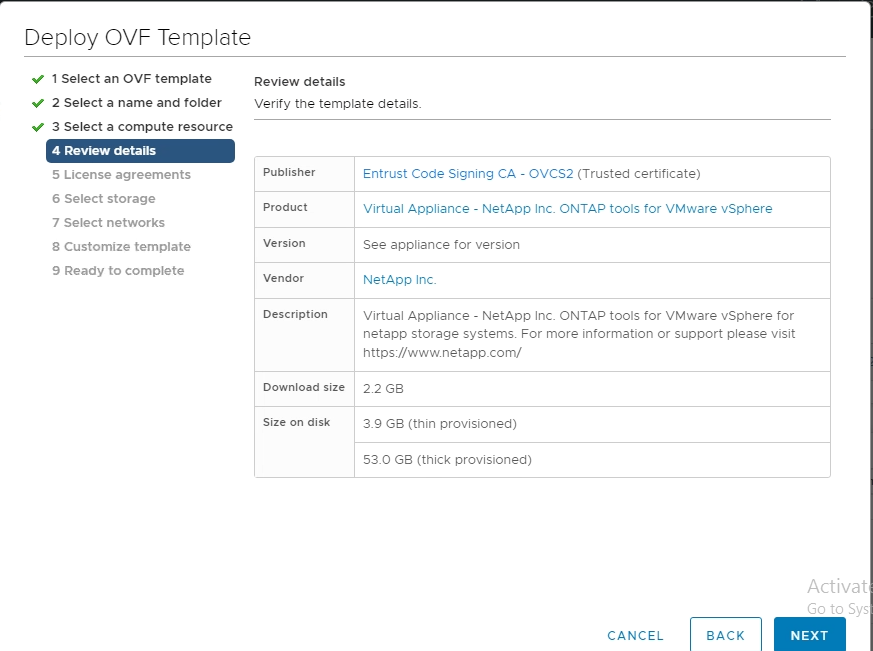 Deploy OVF Template
1 Select an OVF template
2 Select a name and folder
3 Select a compute resource
4 Review details
5 License agreements
6 Select storage
7 Select networks
8 Customize template
9 Ready to complete
Review details
Verify the template details.
Publisher Entrust Code Signing CA - OVCS2 (Trusted certificate)
Product Virtual Appliance - NetApp Inc. ONTAP tools for VMware vSphere
Version See appliance for version
Vendor NetApp Inc.
Description Virtual Appliance - NetApp Inc. ONTAP tools for VMware vSphere for
netapp storage systems. For more information or support please visit
https://www.netapp.com/
Download size 2.2 GB
Size on disk 3.9 GB (thin provisioned)
53.0 GB (thick provisioned)
Activate
Go to Sys
CANCEL BACK NEXT